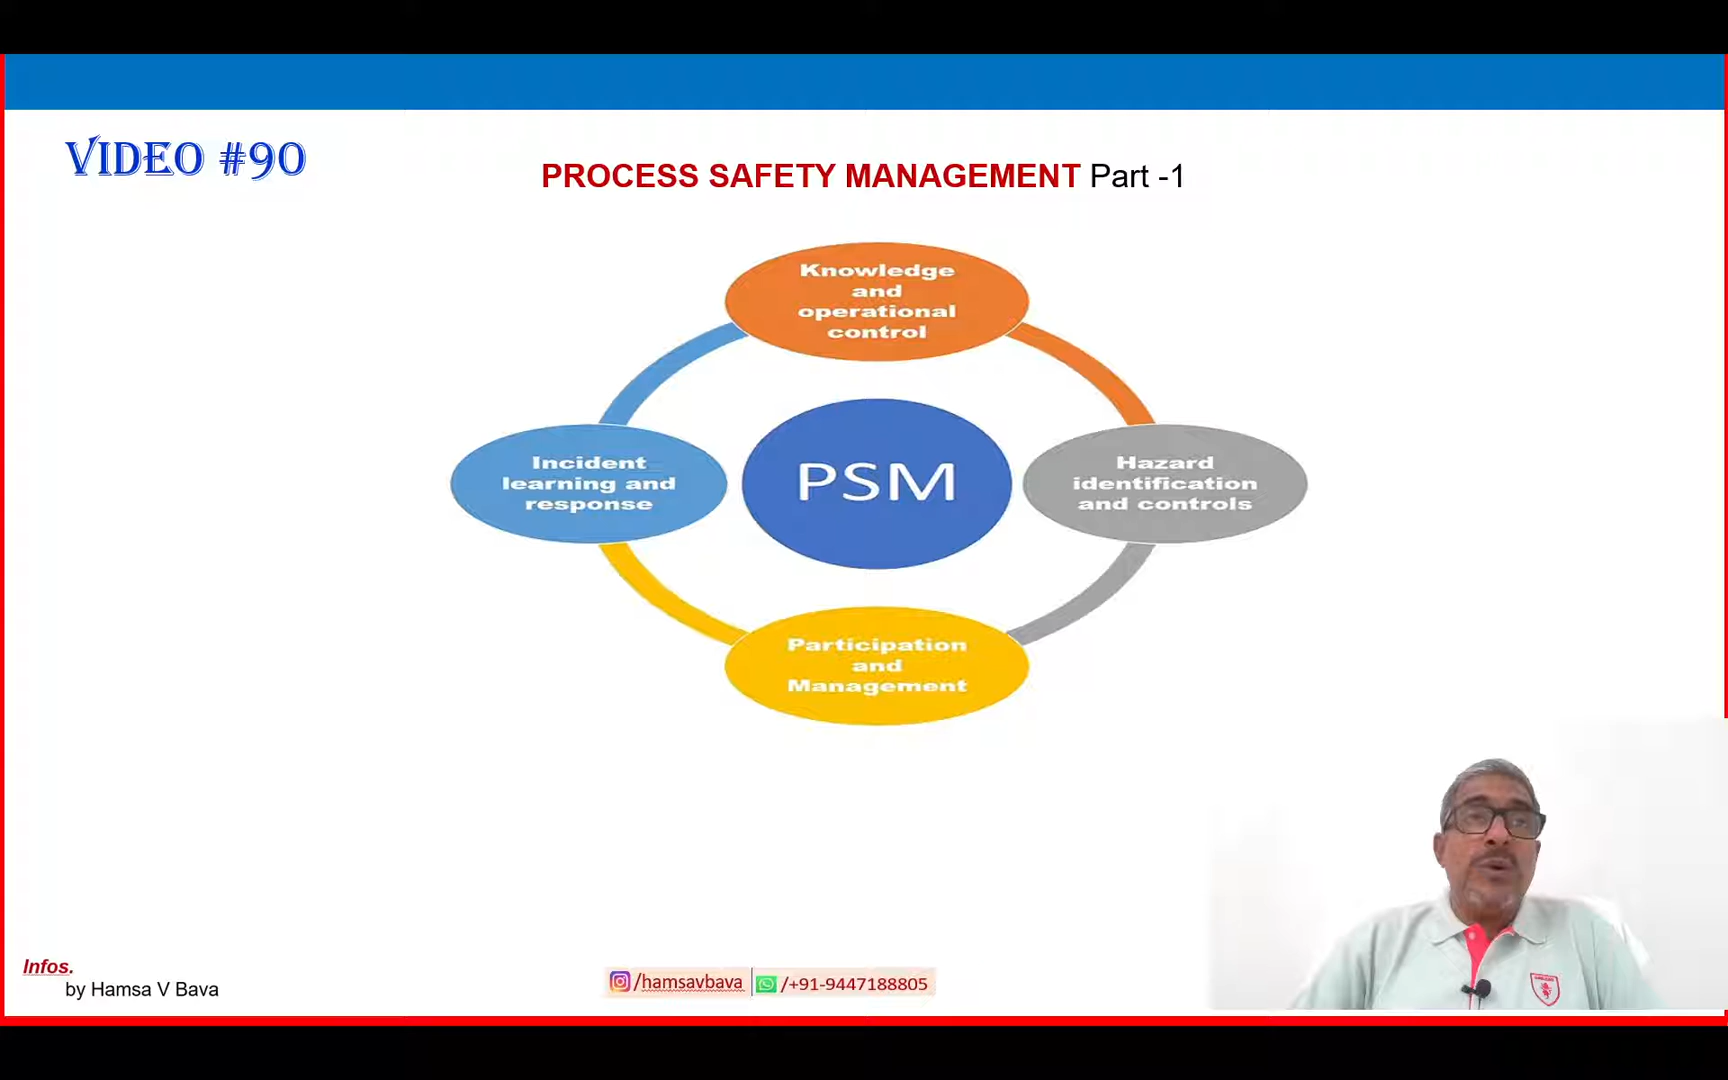 VIDEO #90
PROCESS SAFETY MANAGEMENT Part -1
Knowledge
and
operational
control
Incident
learning and
response
PSM
Hazard
identification
and controls
Participation
and
Management
Infos.
by Hamsa V Bava
/hamsavbava
/+91-9447188805